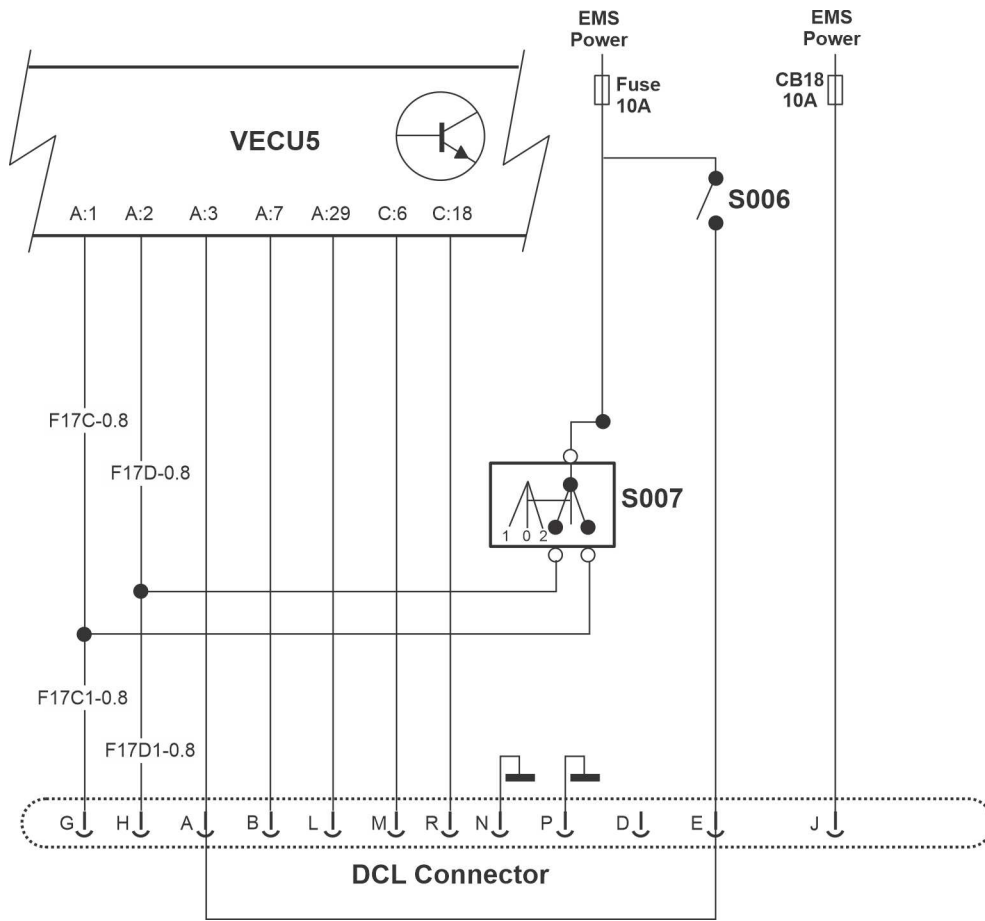 EMS
Power
EMS
Power
Fuse
10A
CB18
10A
VECU5
S006
A:1 A:2 A:3 A:7 A:29 C:6 C:18
F17C-0.8
F17D-0.8
S007
1 0 2
F17C1-0.8
F17D1-0.8
G H A B L M R N P D E J
DCL Connector